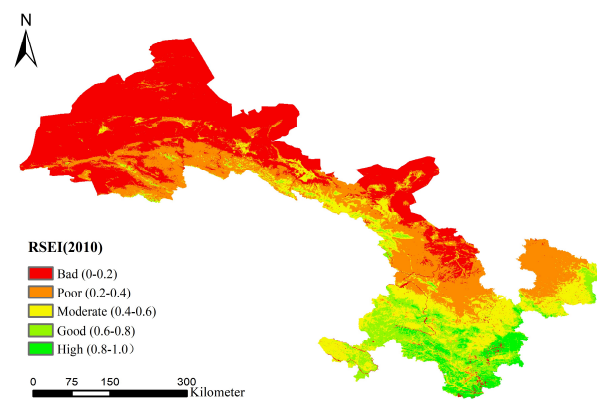 N
RSEI(2010)
Bad (0-0.2)
Poor (0.2-0.4)
Moderate (0.4-0.6)
Good (0.6-0.8)
High (0.8-1.0）
0 75 150 300 Kilometer